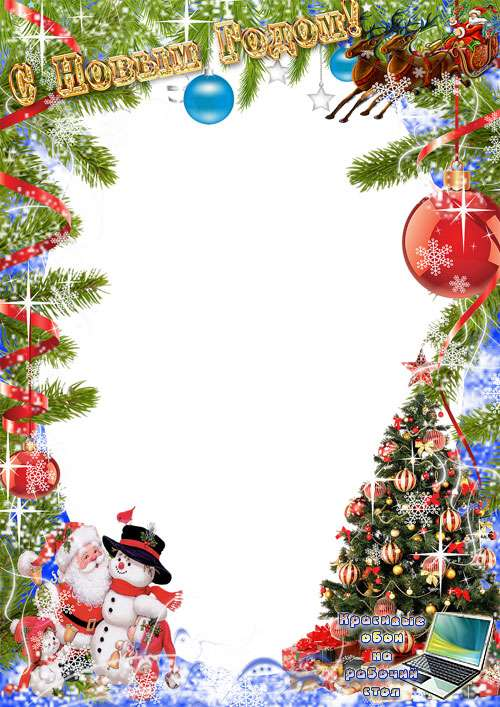 С Новым Годом!
Красивые
обои
на
рабочий
стол